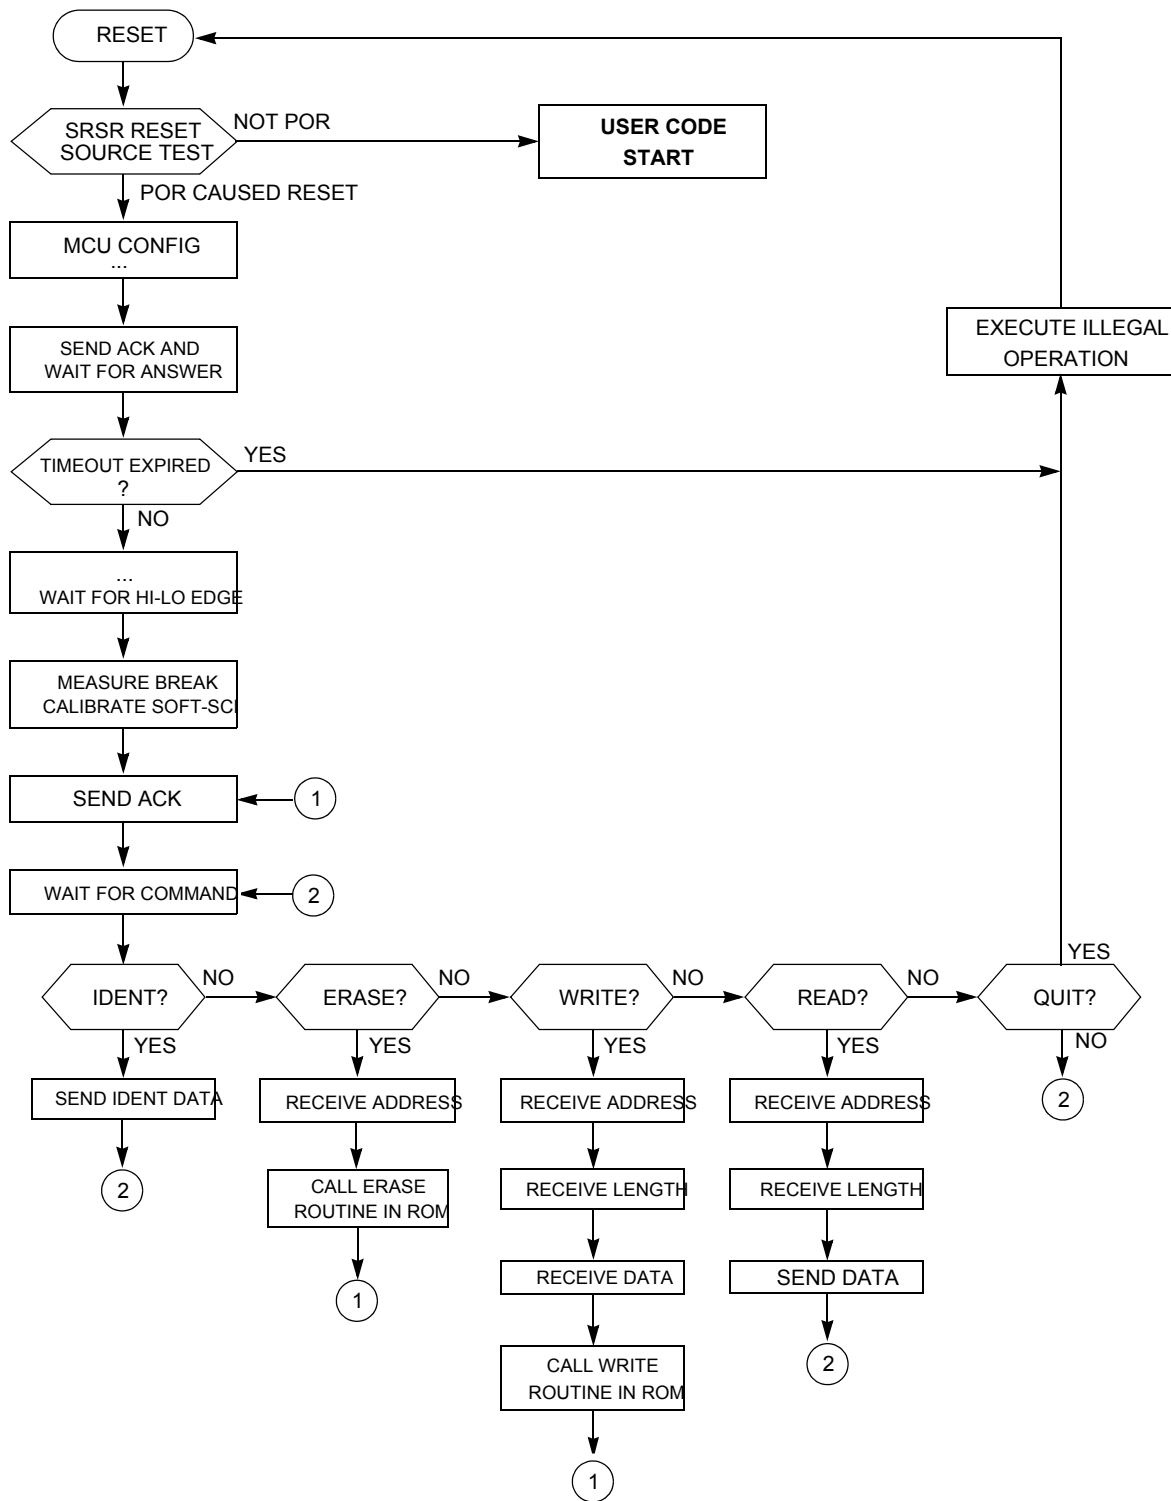 RESET
SRSR RESET
SOURCE TEST
NOT POR
USER CODE
START
POR CAUSED RESET
MCU CONFIG
...
SEND ACK AND
WAIT FOR ANSWER
EXECUTE ILLEGAL
OPERATION
TIMEOUT EXPIRED
?
YES
NO
...
WAIT FOR HI-LO EDGE
MEASURE BREAK
CALIBRATE SOFT-SCI
SEND ACK
1
WAIT FOR COMMAND
2
IDENT?
NO
ERASE?
NO
WRITE?
NO
READ?
NO
QUIT?
YES
YES
YES
YES
YES
NO
SEND IDENT DATA
RECEIVE ADDRESS
RECEIVE ADDRESS
RECEIVE ADDRESS
2
2
CALL ERASE
ROUTINE IN ROM
RECEIVE LENGTH
RECEIVE LENGTH
1
RECEIVE DATA
SEND DATA
CALL WRITE
ROUTINE IN ROM
2
1